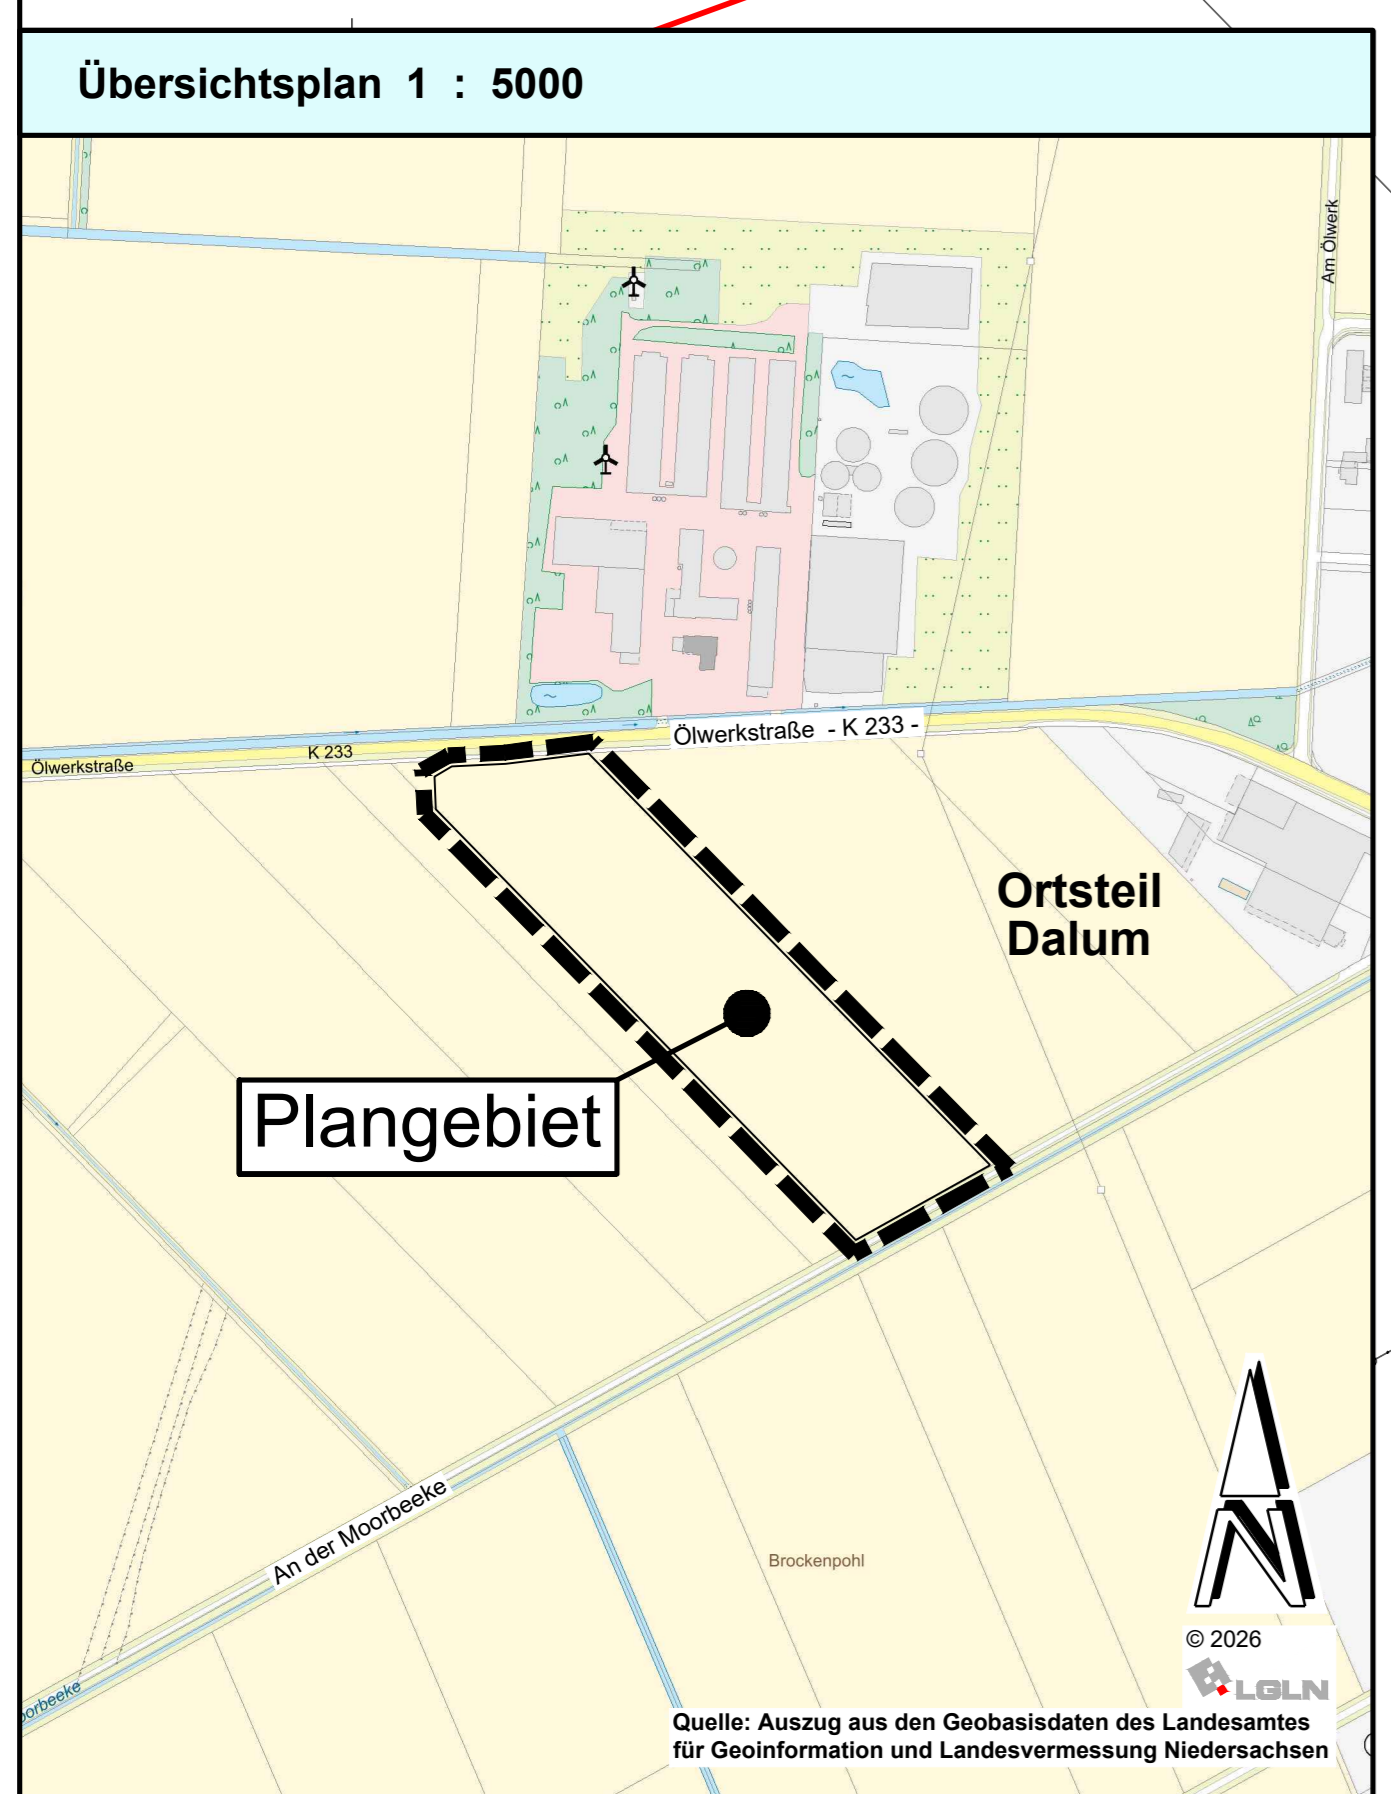 Übersichtsplan 1 : 5000
Am Ölwerk
Ölwerkstraße - K 233 -
K 233
Ölwerkstraße
Ortsteil
Dalum
Plangebiet
An der Moorbeeke
Brockenpohl
© 2026
LGLN
orbeeke
Quelle: Auszug aus den Geobasisdaten des Landesamtes
für Geoinformation und Landesvermessung Niedersachsen
N